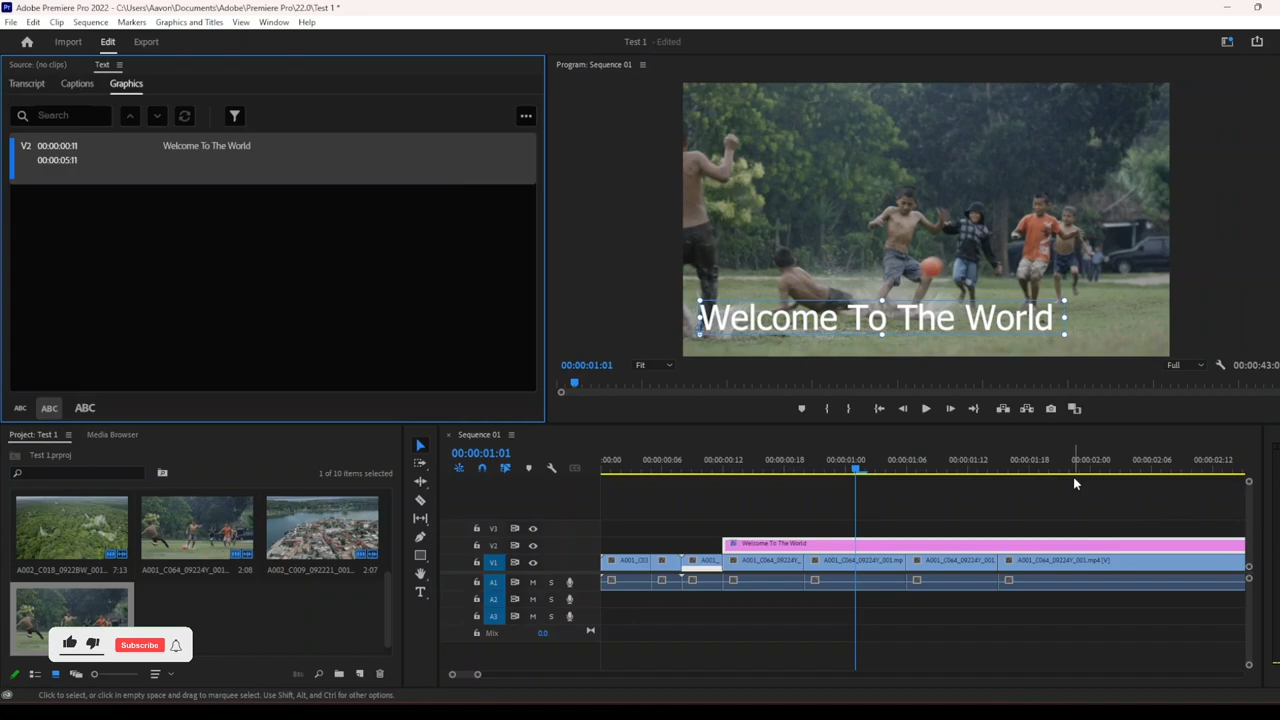 Adobe Premiere Pro 2022 - C:\Users\Aavon\Documents\Adobe\Premiere Pro\22.0\Test 1 *
File Edit Clip Sequence Markers Graphics and Titles View Window Help
Import Edit Export
Test 1 - Edited
Source: (no clips) Text
Program: Sequence 01
Transcript Captions Graphics
Search
V2 00:00:00:11 Welcome To The World
00:00:05:11
Welcome To The World
00:00:01:01 Fit Full 00:00:43:0
ABC ABC ABC
Project: Test 1 Media Browser
Sequence 01
Test 1.prproj
00:00:01:01
:00:00 00:00:00:06 00:00:00:12 00:00:00:18 00:00:01:00 00:00:01:06 00:00:01:12 00:00:01:18 00:00:02:00 00:00:02:06 00:00:02:12
1 of 10 items selected
V3
V2 Welcome To The World
V1 A001_C03 A001_ A001_C064_09224Y_ A001_C064_09224Y_001.mp A001_C064_09224Y_001 A001_C064_09224Y_001.mp4 [V]
A002_C018_0922BW_001... 7:13 A001_C064_09224Y_001... 2:08 A002_C009_092221_001... 2:07
A1 M S
A2 M S
A3 M S
Mix 0.0
Subscribe
Click to select, or click in empty space and drag to marquee select. Use Shift, Alt, and Ctrl for other options.